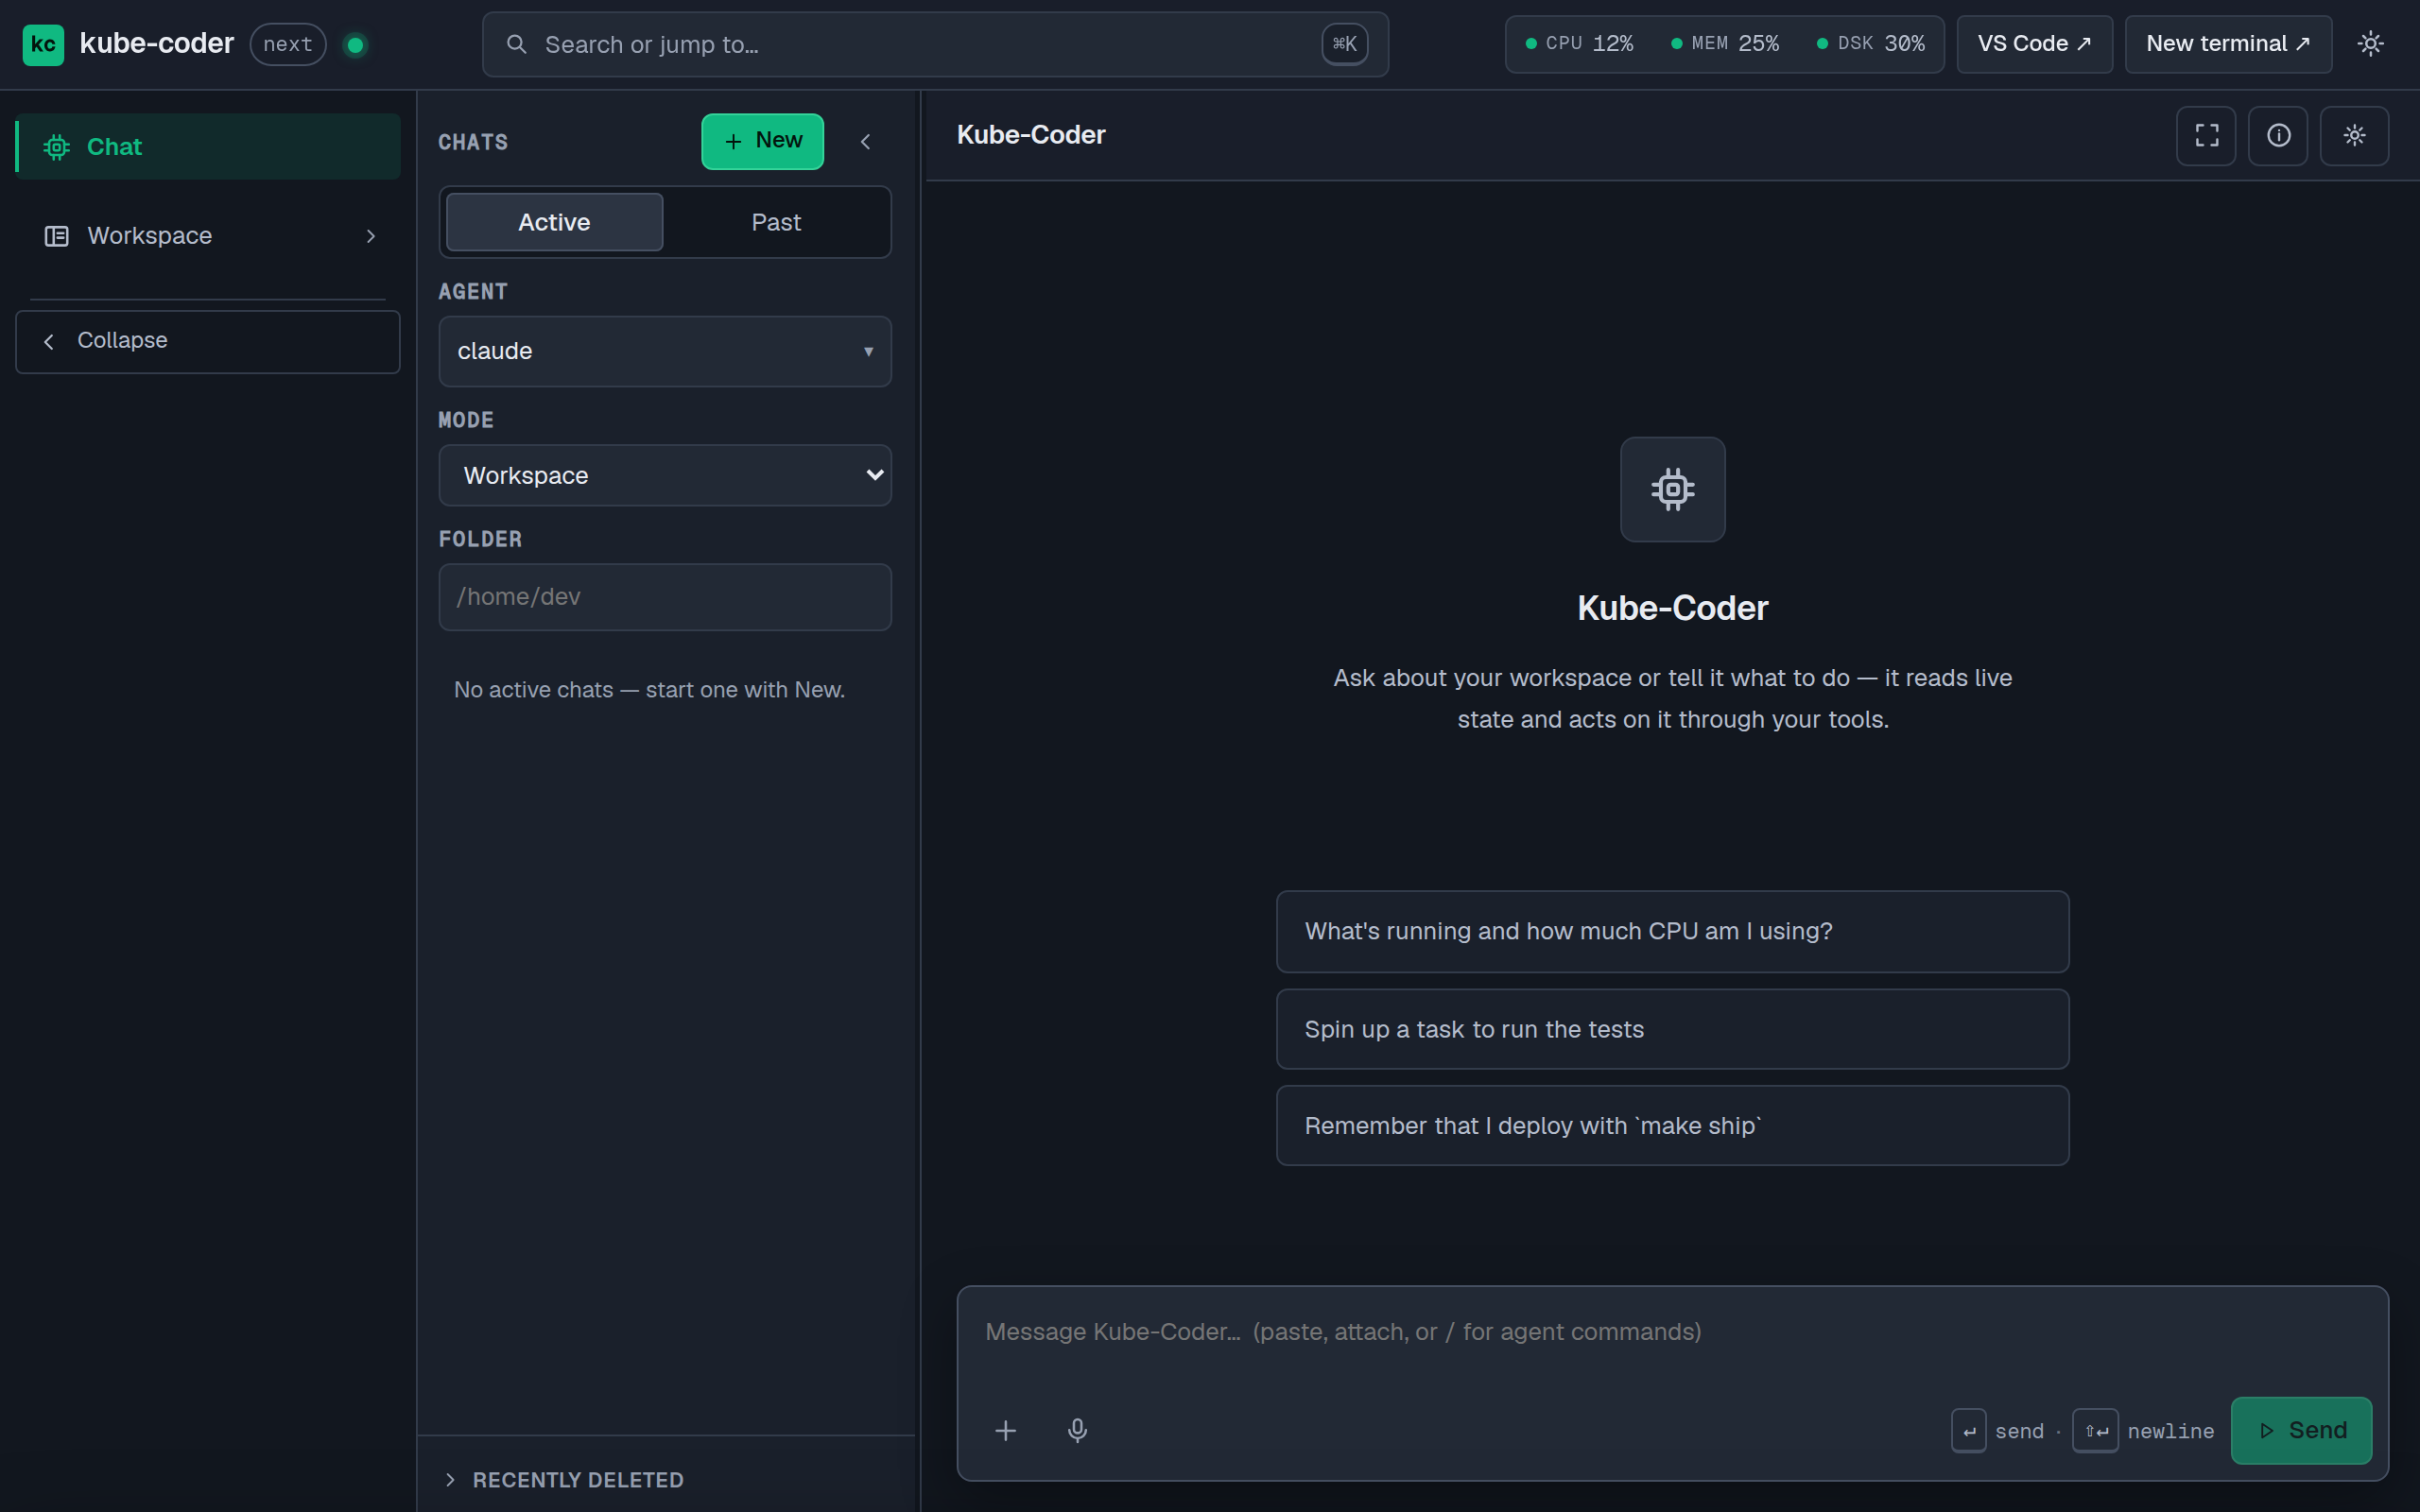 kc kube-coder next
Search or jump to… ⌘K
CPU 12% MEM 25% DSK 30%
VS Code ↗
New terminal ↗
Chat
Workspace
Collapse
CHATS
+ New
Active Past
AGENT
claude
MODE
Workspace
FOLDER
/home/dev
No active chats — start one with New.
RECENTLY DELETED
Kube-Coder
Kube-Coder
Ask about your workspace or tell it what to do — it reads live
state and acts on it through your tools.
What's running and how much CPU am I using?
Spin up a task to run the tests
Remember that I deploy with `make ship`
Message Kube-Coder… (paste, attach, or / for agent commands)
↵ send · ⇧↵ newline
Send